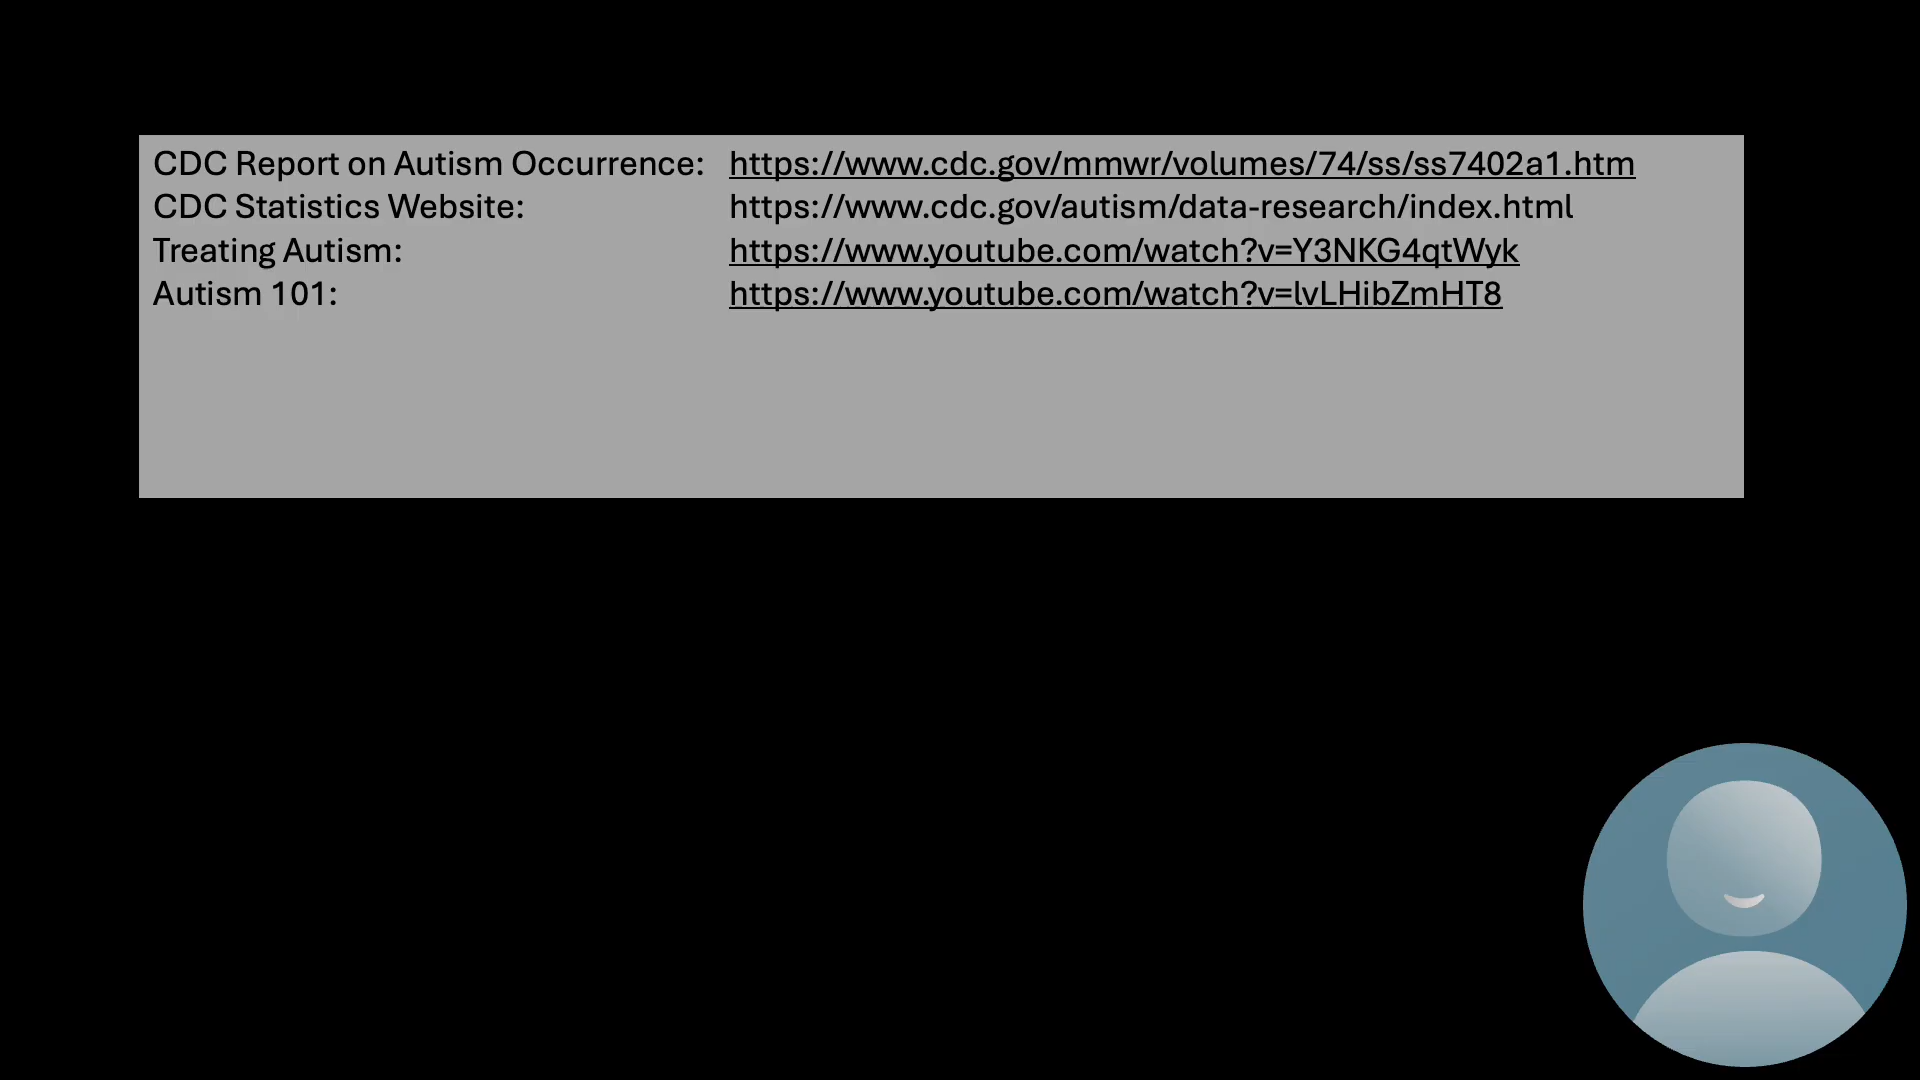 CDC Report on Autism Occurrence: https://www.cdc.gov/mmwr/volumes/74/ss/ss7402a1.htm
CDC Statistics Website: https://www.cdc.gov/autism/data-research/index.html
Treating Autism: https://www.youtube.com/watch?v=Y3NKG4qtWyk
Autism 101: https://www.youtube.com/watch?v=lvLHibZmHT8